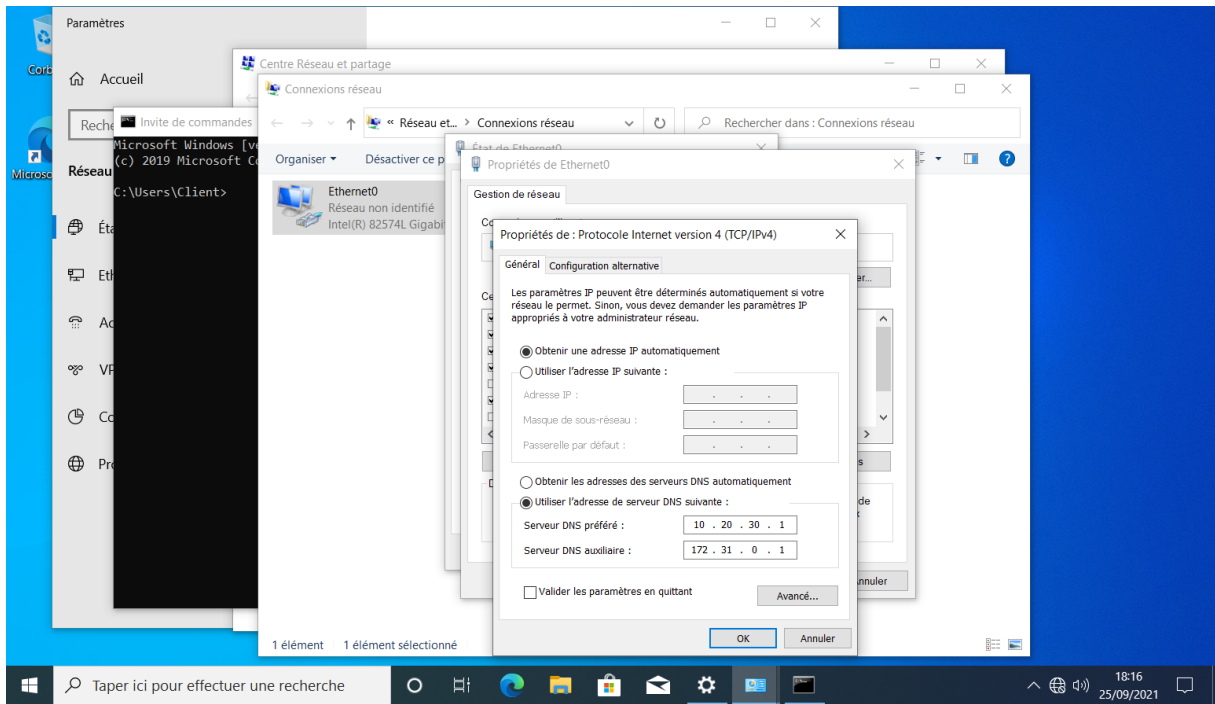 Paramètres
Accueil
Centre Réseau et partage
Connexions réseau
Réseau et... > Connexions réseau
Rechercher dans : Connexions réseau
Invite de commandes
Microsoft Windows
(c) 2019 Microsoft
C:\Users\Client>
Organiser
Ethernet0
Réseau non identifié
Intel(R) 82574L
1 élément 1 élément sélectionné
État de Ethernet0
Propriétés de Ethernet0
Gestion de réseau
Propriétés de : Protocole Internet version 4 (TCP/IPv4)
Général Configuration alternative
Les paramètres IP peuvent être déterminés automatiquement si votre
réseau le permet. Sinon, vous devez demander les paramètres IP
appropriés à votre administrateur réseau.
Obtenir une adresse IP automatiquement
Utiliser l'adresse IP suivante :
Adresse IP :
Masque de sous-réseau :
Passerelle par défaut :
Obtenir les adresses des serveurs DNS automatiquement
Utiliser l'adresse de serveur DNS suivante :
Serveur DNS préféré : 10 . 20 . 30 . 1
Serveur DNS auxiliaire : 172 . 31 . 0 . 1
Valider les paramètres en quittant
Avancé...
OK Annuler
Taper ici pour effectuer une recherche
18:16
25/09/2021